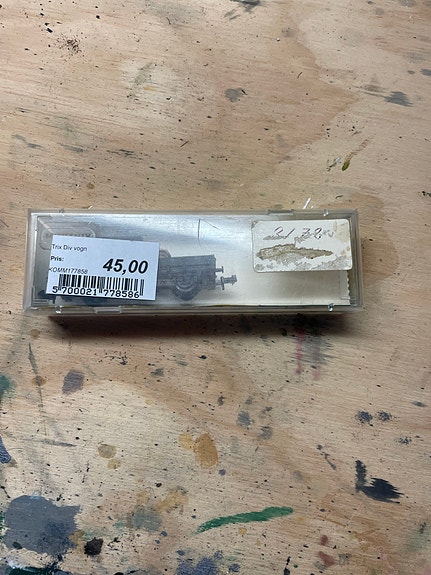 Trix Div vogn
Pris:
45,00
KOMM177858
5700021778586